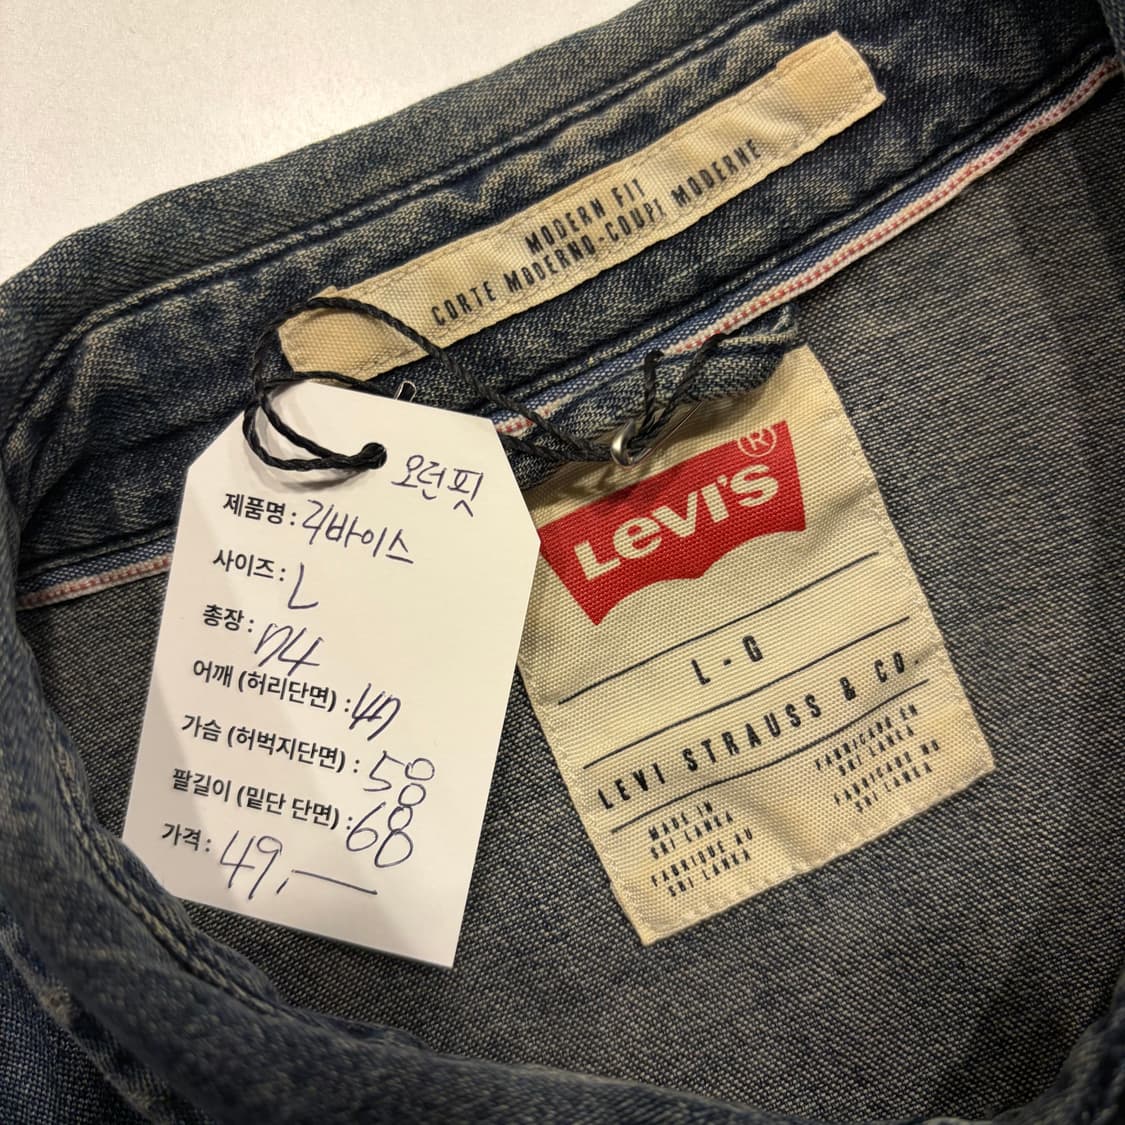 MODERN FIT
CORTE MODERNO-COUPE MODERNE
오런핏
제품명 : 리바이스
사이즈 : L
총장 : 74
어깨 (허리단면) : 47
가슴 (허벅지단면) : 58
팔길이 (밑단 단면) : 68
가격 : 49,—
Levi's®
L - G
LEVI STRAUSS & CO.
MADE IN
SRI LANKA
FABRIQUE AU
SRI LANKA
FABRICADO EN
SRI LANKA
FABRICADO NO
SRI LANKA